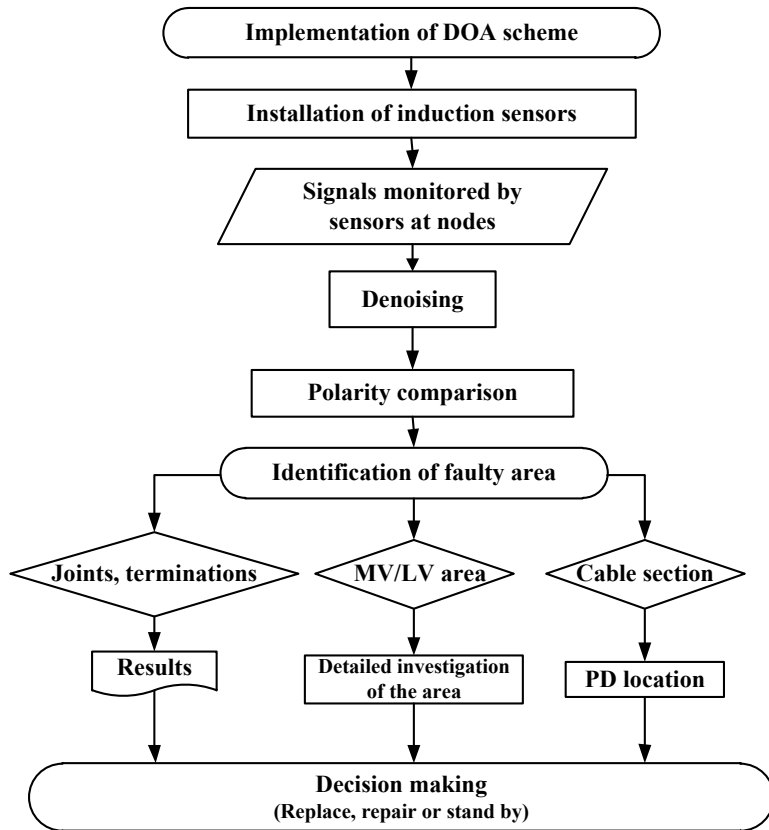 Implementation of DOA scheme
Installation of induction sensors
Signals monitored by
sensors at nodes
Denoising
Polarity comparison
Identification of faulty area
Joints, terminations
MV/LV area
Cable section
Results
Detailed investigation
of the area
PD location
Decision making
(Replace, repair or stand by)